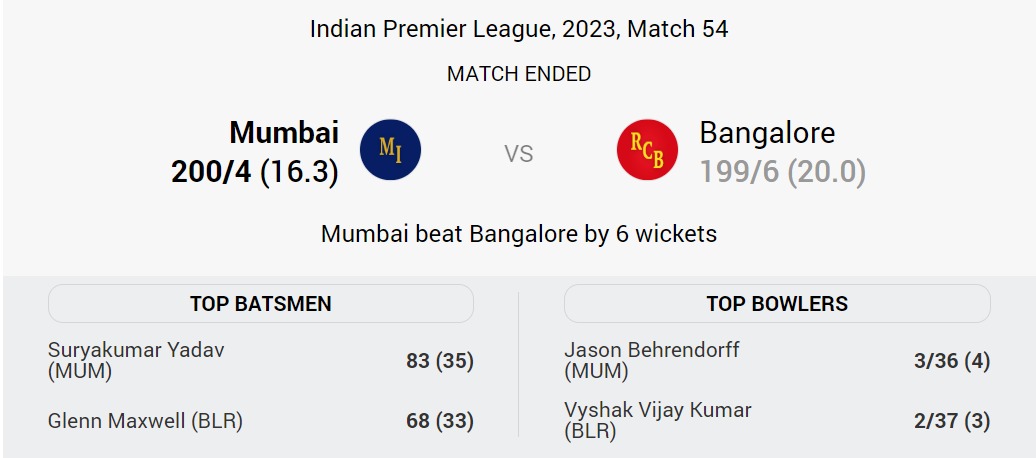 Indian Premier League, 2023, Match 54
MATCH ENDED
Mumbai
200/4 (16.3)
MI
VS
RCB
Bangalore
199/6 (20.0)
Mumbai beat Bangalore by 6 wickets
TOP BATSMEN
Suryakumar Yadav
(MUM)
83 (35)
Glenn Maxwell (BLR)
68 (33)
TOP BOWLERS
Jason Behrendorff
(MUM)
3/36 (4)
Vyshak Vijay Kumar
(BLR)
2/37 (3)